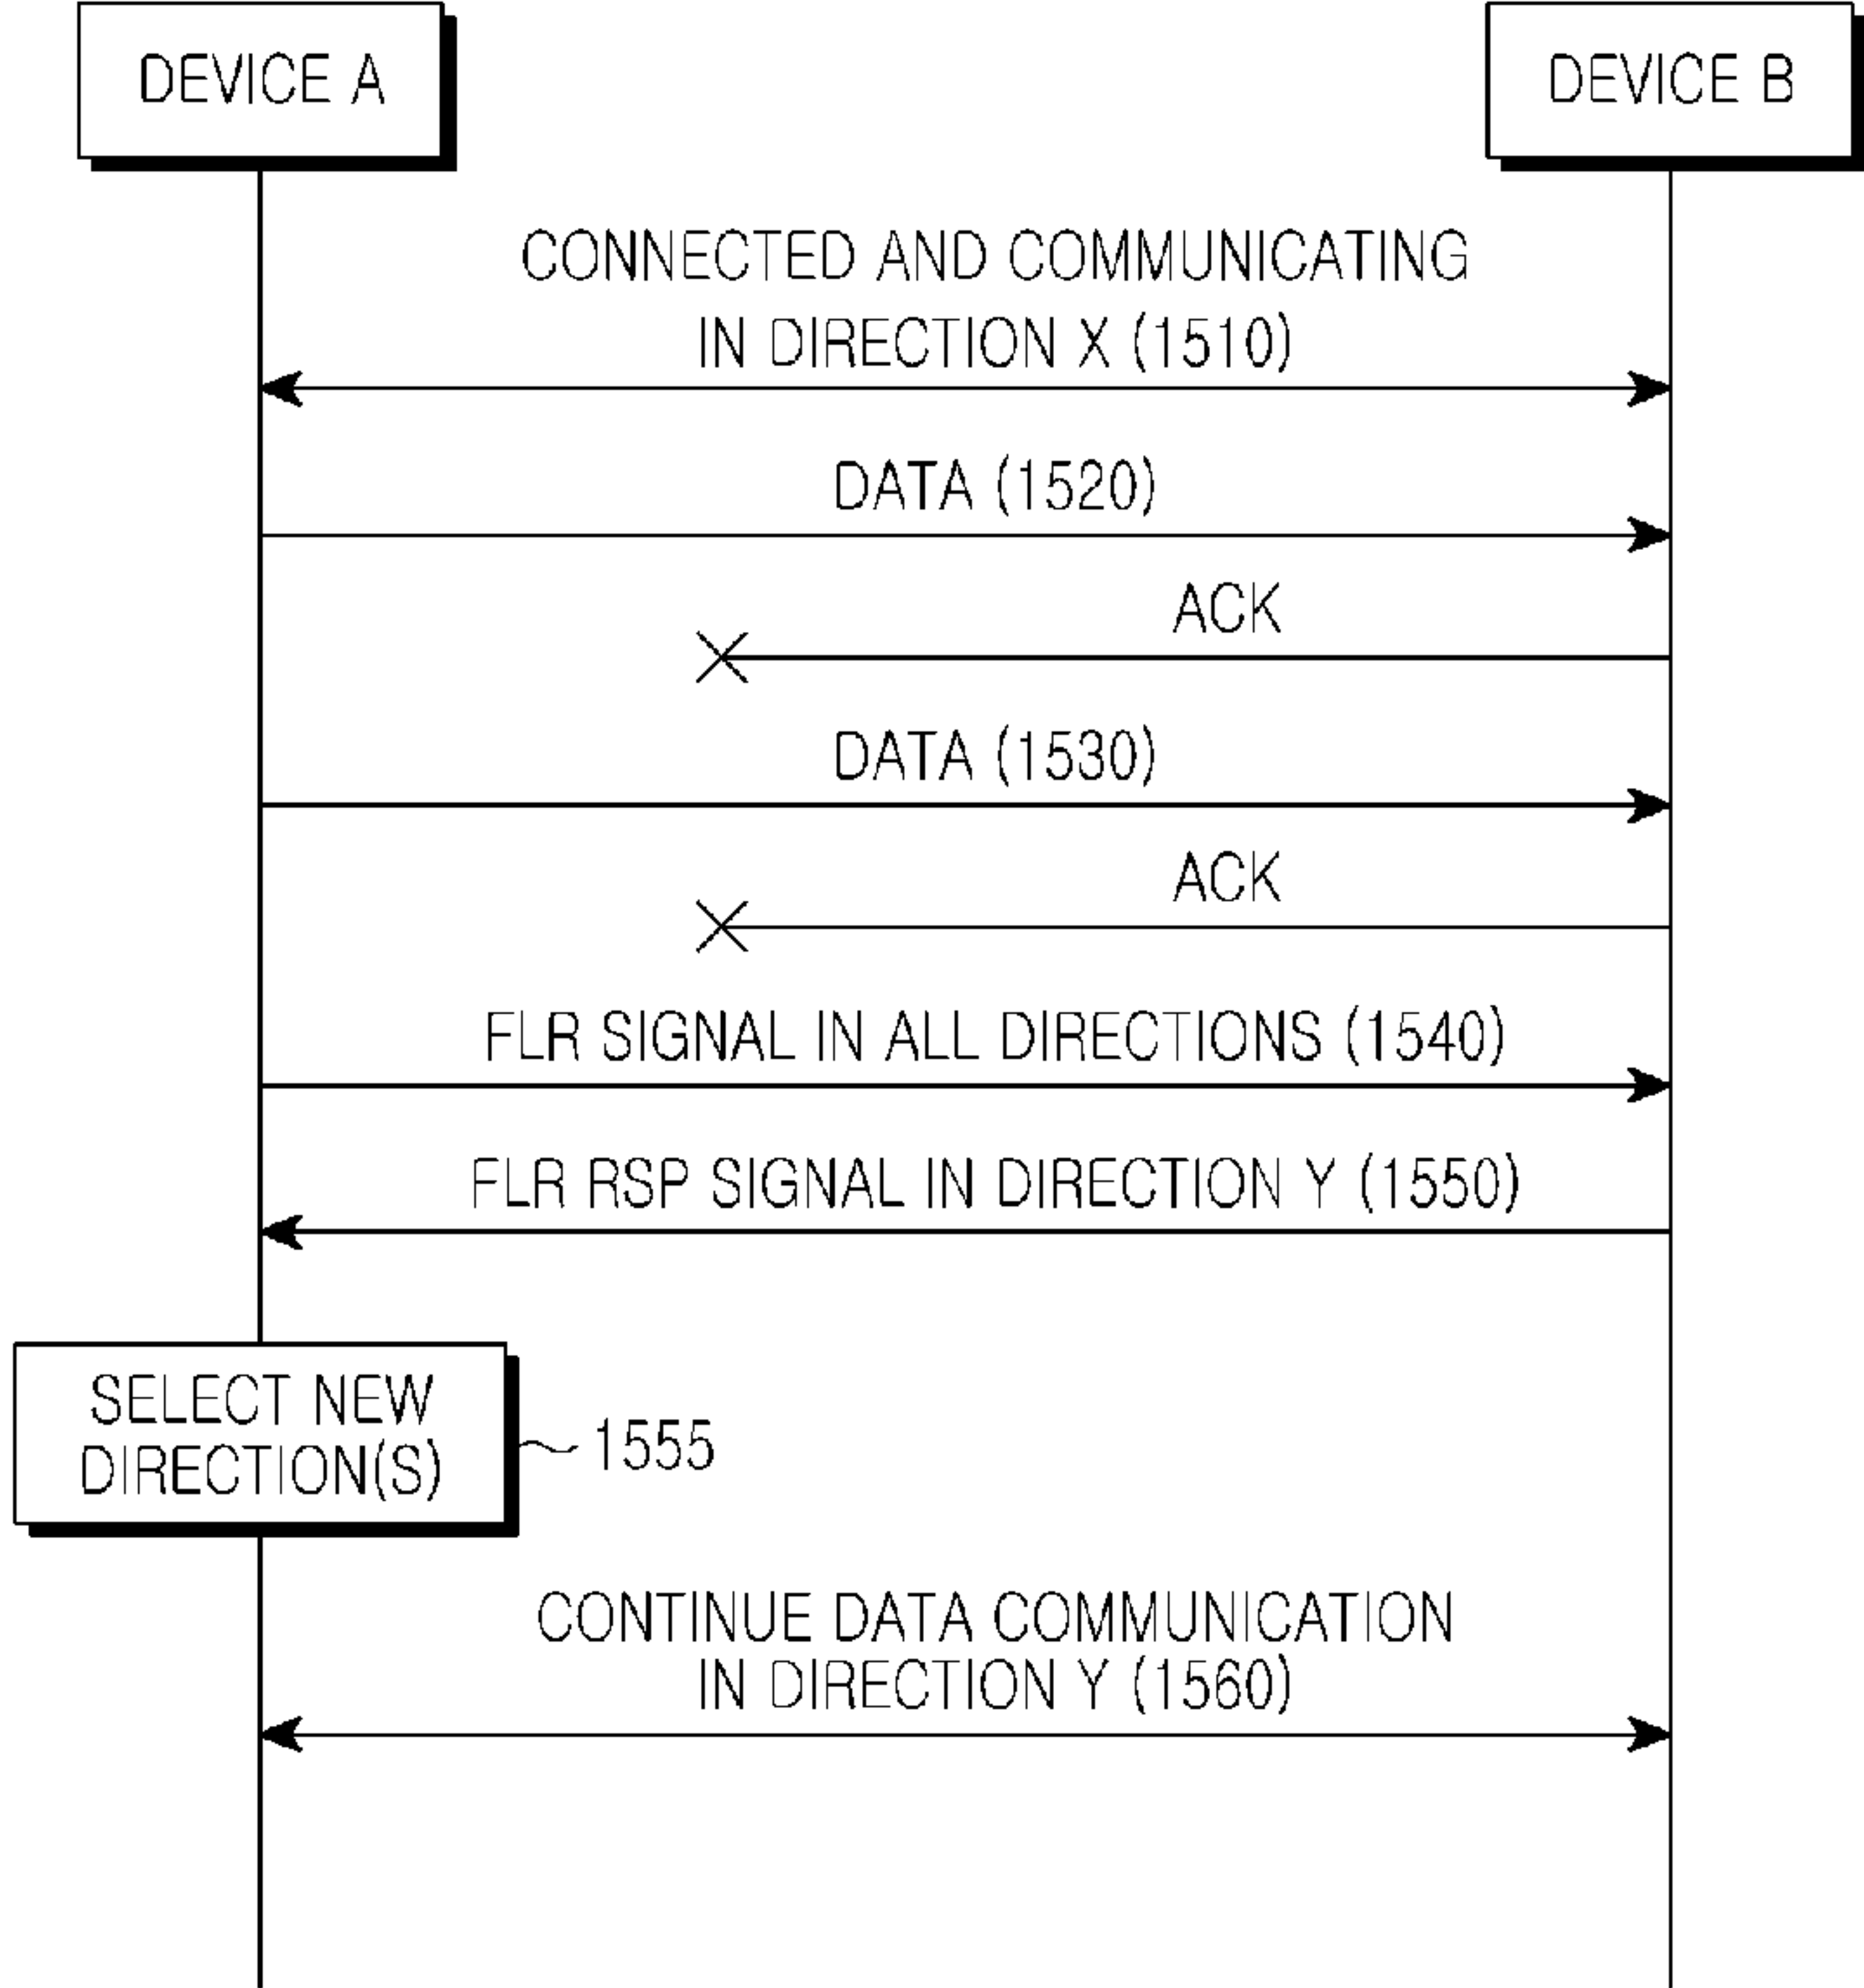 DEVICE A
DEVICE B
CONNECTED AND COMMUNICATING
IN DIRECTION X (1510)
DATA (1520)
ACK
DATA (1530)
ACK
FLR SIGNAL IN ALL DIRECTIONS (1540)
FLR RSP SIGNAL IN DIRECTION Y (1550)
SELECT NEW
DIRECTION(S)
1555
CONTINUE DATA COMMUNICATION
IN DIRECTION Y (1560)